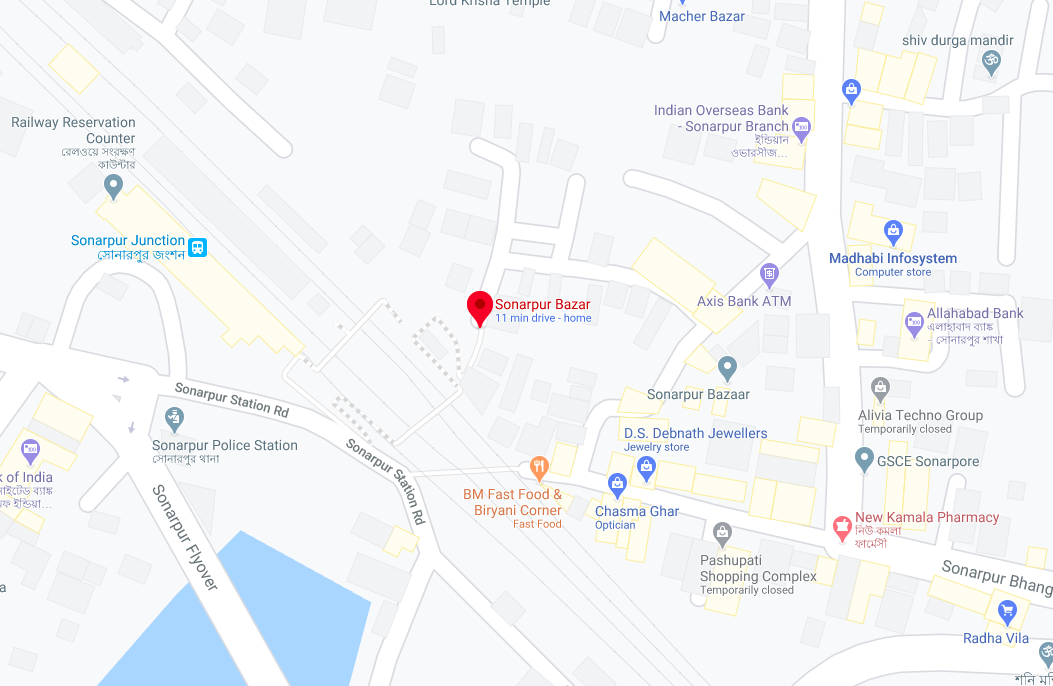 Lord Krisna Temple
Macher Bazar
shiv durga mandir
Indian Overseas Bank
- Sonarpur Branch
ইন্ডিয়ান
ওভারসীজ...
Railway Reservation
Counter
রেলওয়ে সংরক্ষণ
কাউন্টার
Sonarpur Junction
সোনারপুর জংশন
Madhabi Infosystem
Computer store
Axis Bank ATM
Sonarpur Bazar
11 min drive - home
Allahabad Bank
এলাহাবাদ ব্যাঙ্ক
- সোনারপুর শাখা
Sonarpur Station Rd
Sonarpur Bazaar
Alivia Techno Group
Temporarily closed
Sonarpur Police Station
সোনারপুর থানা
D.S. Debnath Jewellers
Jewelry store
Sonarpur Station Rd
GSCE Sonarpore
k of India
নাইটেড ব্যাঙ্ক
ফ ইন্ডিয়া...
BM Fast Food &
Biryani Corner
Fast Food
Chasma Ghar
Optician
New Kamala Pharmacy
নিউ কমলা
ফার্মেসী
Sonarpur Flyover
Pashupati
Shopping Complex
Temporarily closed
Sonarpur Bhang
a
Radha Vila
শনি